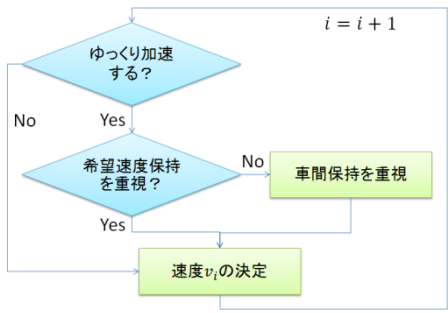 i = i + 1
ゆっくり加速
する？
No
Yes
希望速度保持
を重視？
No
車間保持を重視
Yes
速度viの決定